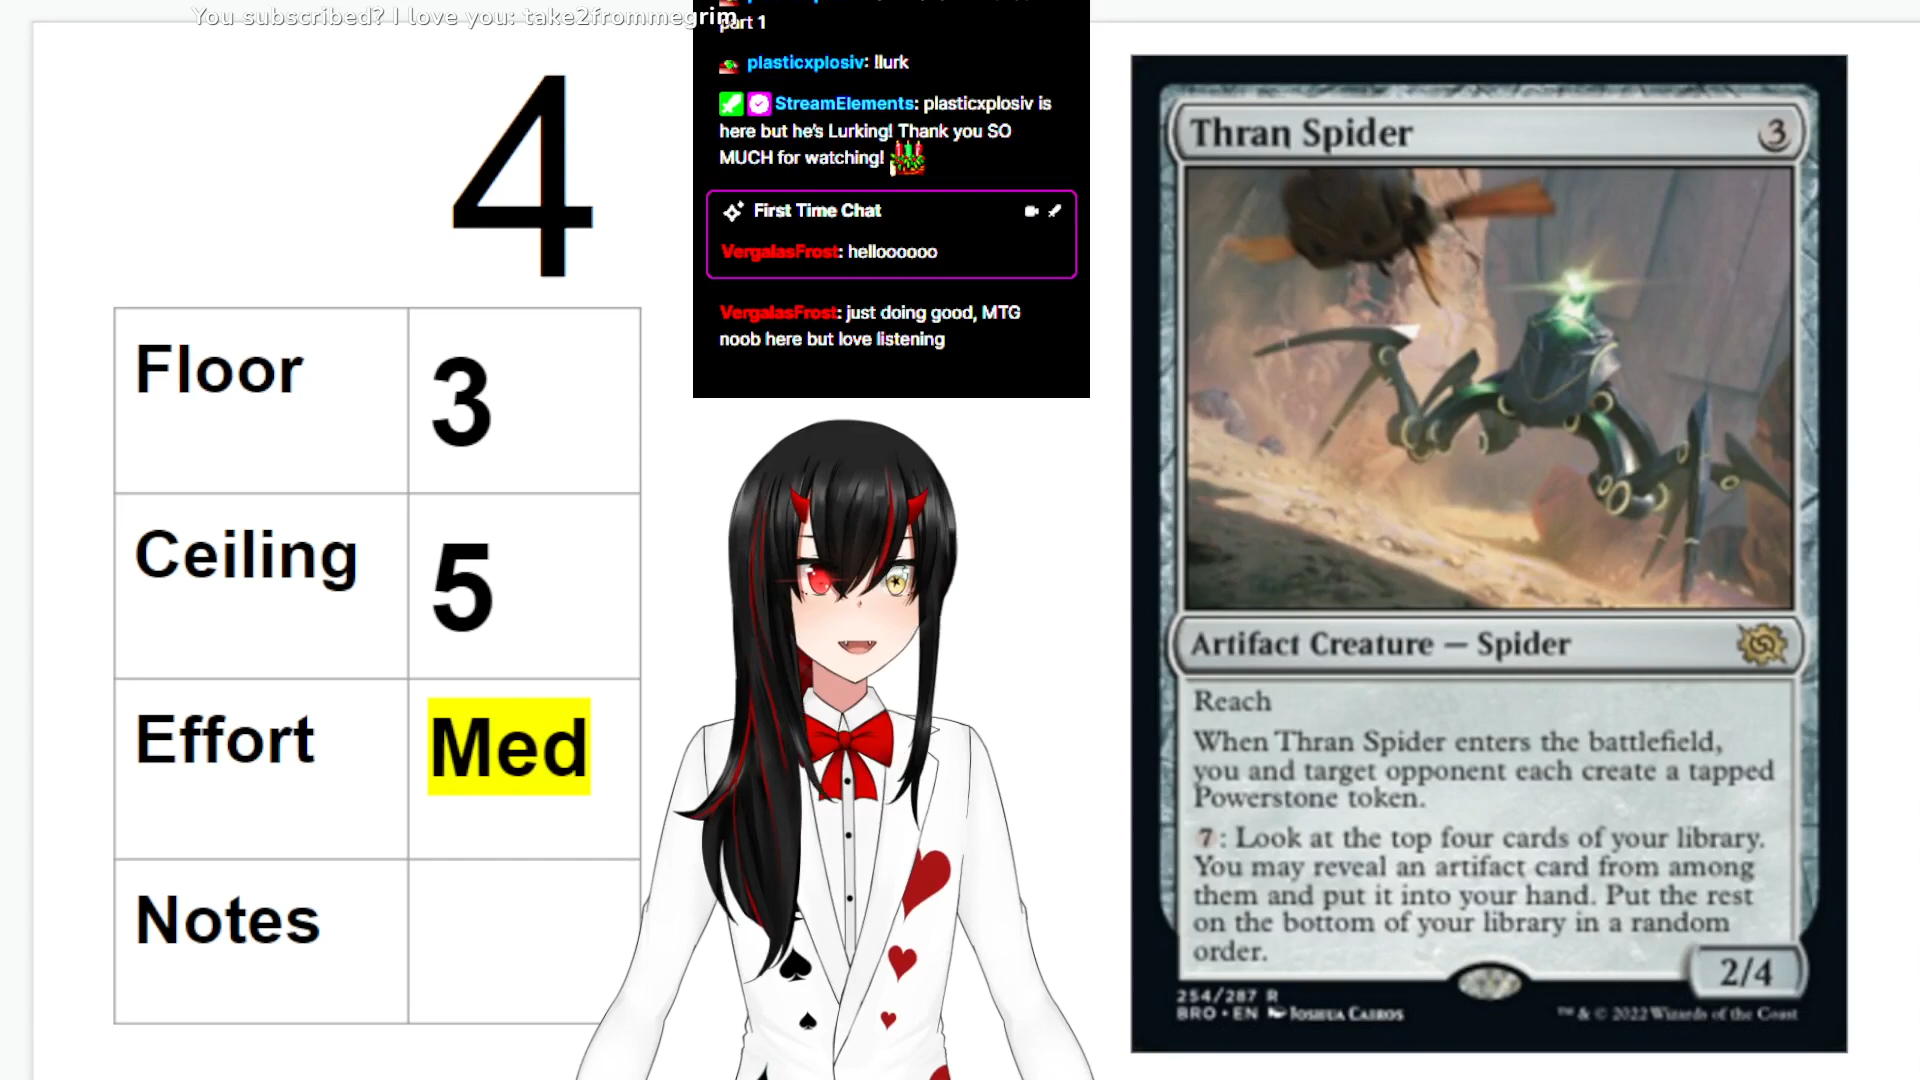 You subscribed? I love you: take2frommegrim
part 1
plasticxplosiv: !lurk
StreamElements: plasticxplosiv is
here but he's Lurking! Thank you SO
MUCH for watching!
First Time Chat
VergalasFrost: helloooooo
VergalasFrost: just doing good, MTG
noob here but love listening
4
Floor 3
Ceiling 5
Effort Med
Notes
Thran Spider 3
Artifact Creature — Spider
Reach
When Thran Spider enters the battlefield,
you and target opponent each create a tapped
Powerstone token.
7: Look at the top four cards of your library.
You may reveal an artifact card from among
them and put it into your hand. Put the rest
on the bottom of your library in a random
order.
2/4
254/287 R
BRO • EN Joshua Cairos
™ & © 2022 Wizards of the Coast